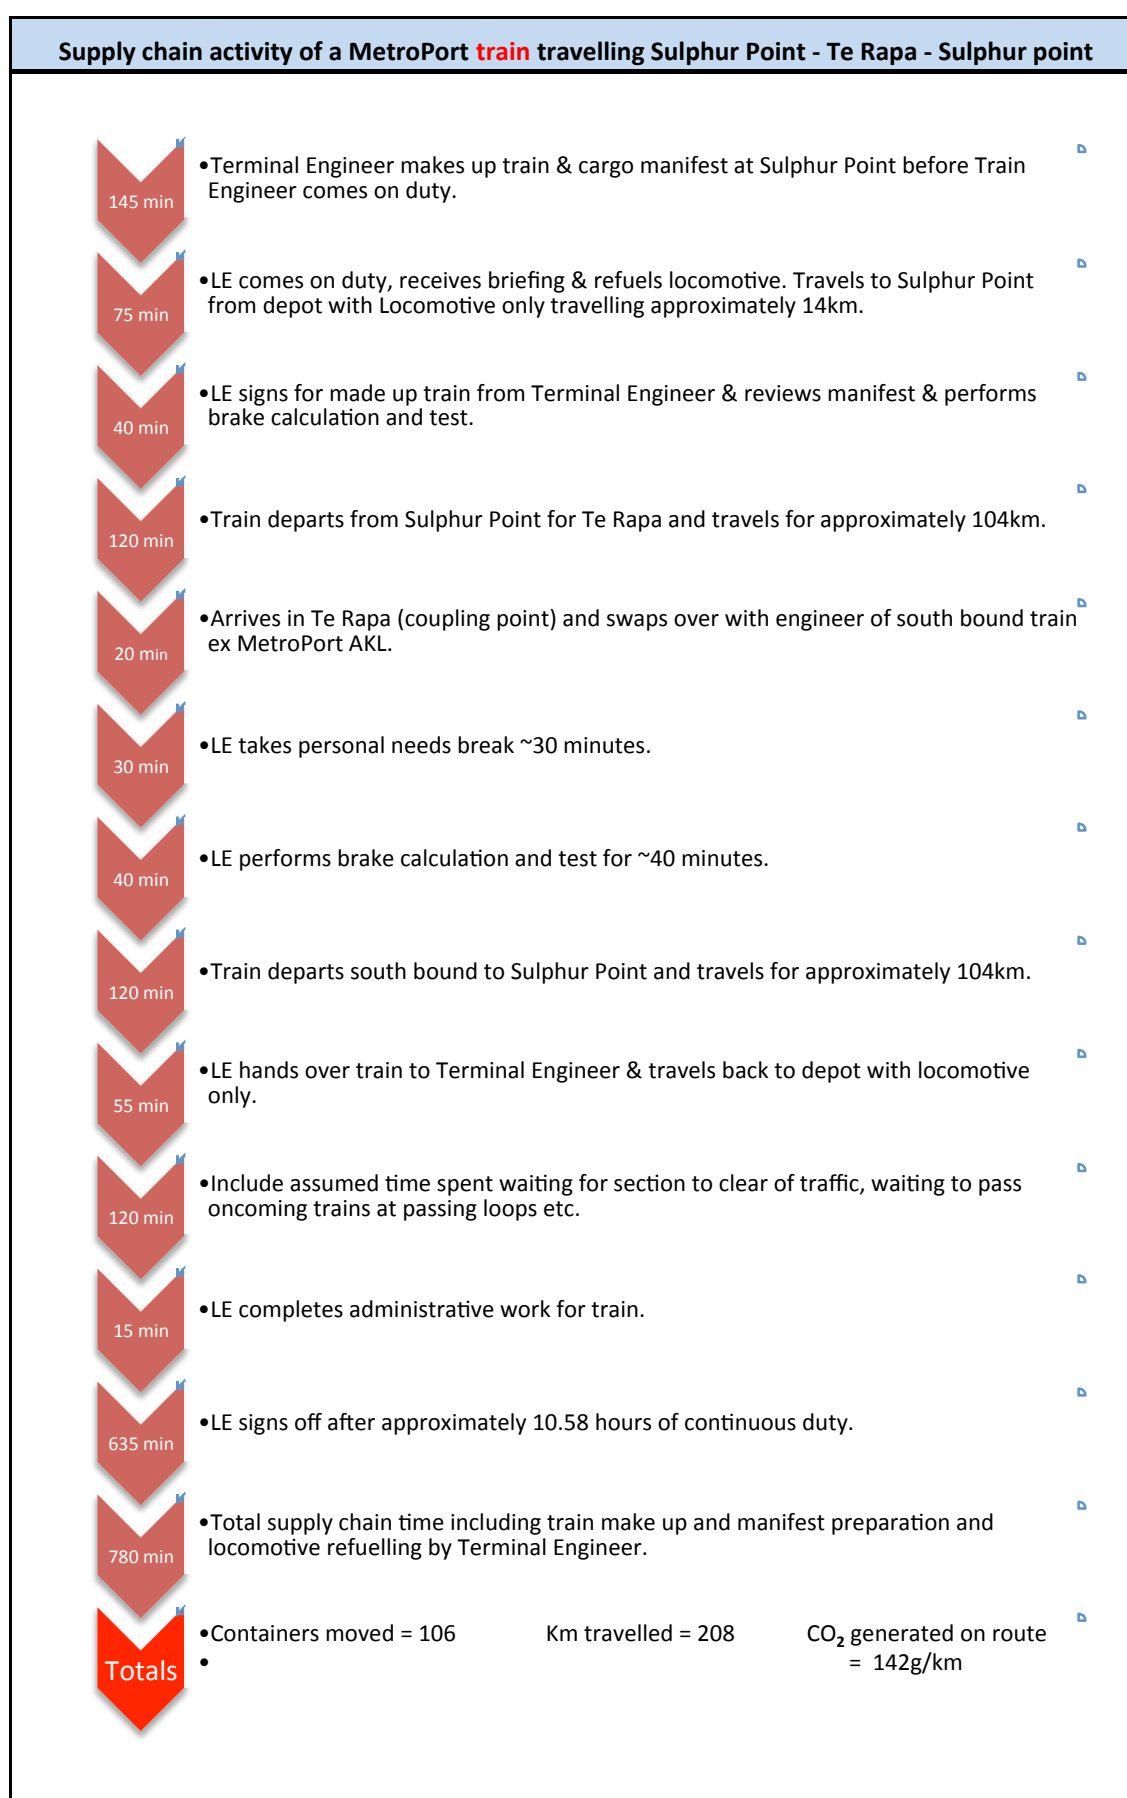 Supply chain activity of a MetroPort train travelling Sulphur Point - Te Rapa - Sulphur point
145 min
•Terminal Engineer makes up train & cargo manifest at Sulphur Point before Train
Engineer comes on duty.
75 min
•LE comes on duty, receives briefing & refuels locomotive. Travels to Sulphur Point
from depot with Locomotive only travelling approximately 14km.
40 min
•LE signs for made up train from Terminal Engineer & reviews manifest & performs
brake calculation and test.
120 min
•Train departs from Sulphur Point for Te Rapa and travels for approximately 104km.
20 min
•Arrives in Te Rapa (coupling point) and swaps over with engineer of south bound train
ex MetroPort AKL.
30 min
•LE takes personal needs break ~30 minutes.
40 min
•LE performs brake calculation and test for ~40 minutes.
120 min
•Train departs south bound to Sulphur Point and travels for approximately 104km.
55 min
•LE hands over train to Terminal Engineer & travels back to depot with locomotive
only.
120 min
•Include assumed time spent waiting for section to clear of traffic, waiting to pass
oncoming trains at passing loops etc.
15 min
•LE completes administrative work for train.
635 min
•LE signs off after approximately 10.58 hours of continuous duty.
780 min
•Total supply chain time including train make up and manifest preparation and
locomotive refuelling by Terminal Engineer.
Totals
•Containers moved = 106 Km travelled = 208 CO₂ generated on route
• = 142g/km